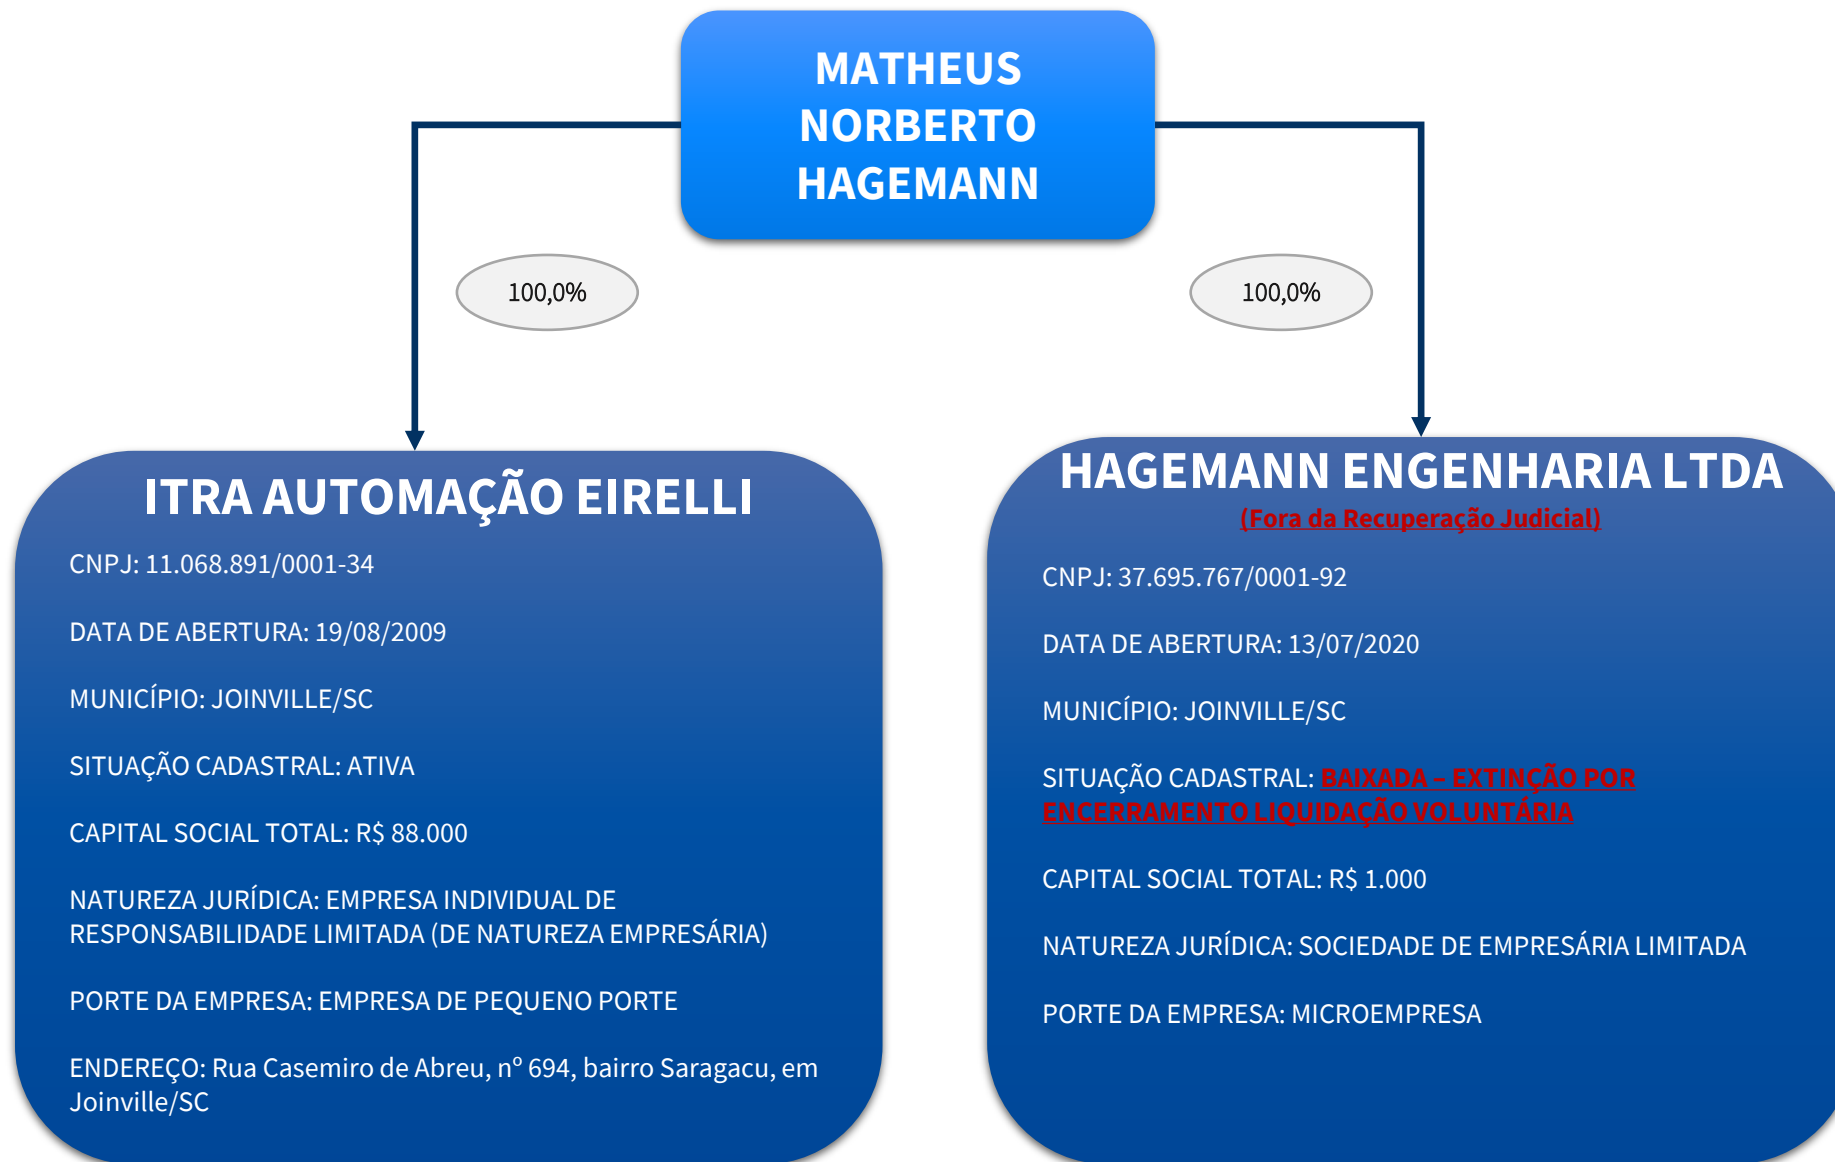 MATHEUS
NORBERTO
HAGEMANN
100,0%
100,0%
ITRA AUTOMAÇÃO EIRELLI
CNPJ: 11.068.891/0001-34
DATA DE ABERTURA: 19/08/2009
MUNICÍPIO: JOINVILLE/SC
SITUAÇÃO CADASTRAL: ATIVA
CAPITAL SOCIAL TOTAL: R$ 88.000
NATUREZA JURÍDICA: EMPRESA INDIVIDUAL DE
RESPONSABILIDADE LIMITADA (DE NATUREZA EMPRESÁRIA)
PORTE DA EMPRESA: EMPRESA DE PEQUENO PORTE
ENDEREÇO: Rua Casemiro de Abreu, nº 694, bairro Saragacu, em
Joinville/SC
HAGEMANN ENGENHARIA LTDA
(Fora da Recuperação Judicial)
CNPJ: 37.695.767/0001-92
DATA DE ABERTURA: 13/07/2020
MUNICÍPIO: JOINVILLE/SC
SITUAÇÃO CADASTRAL: BAIXADA – EXTINÇÃO POR
ENCERRAMENTO LIQUIDAÇÃO VOLUNTÁRIA
CAPITAL SOCIAL TOTAL: R$ 1.000
NATUREZA JURÍDICA: SOCIEDADE DE EMPRESÁRIA LIMITADA
PORTE DA EMPRESA: MICROEMPRESA